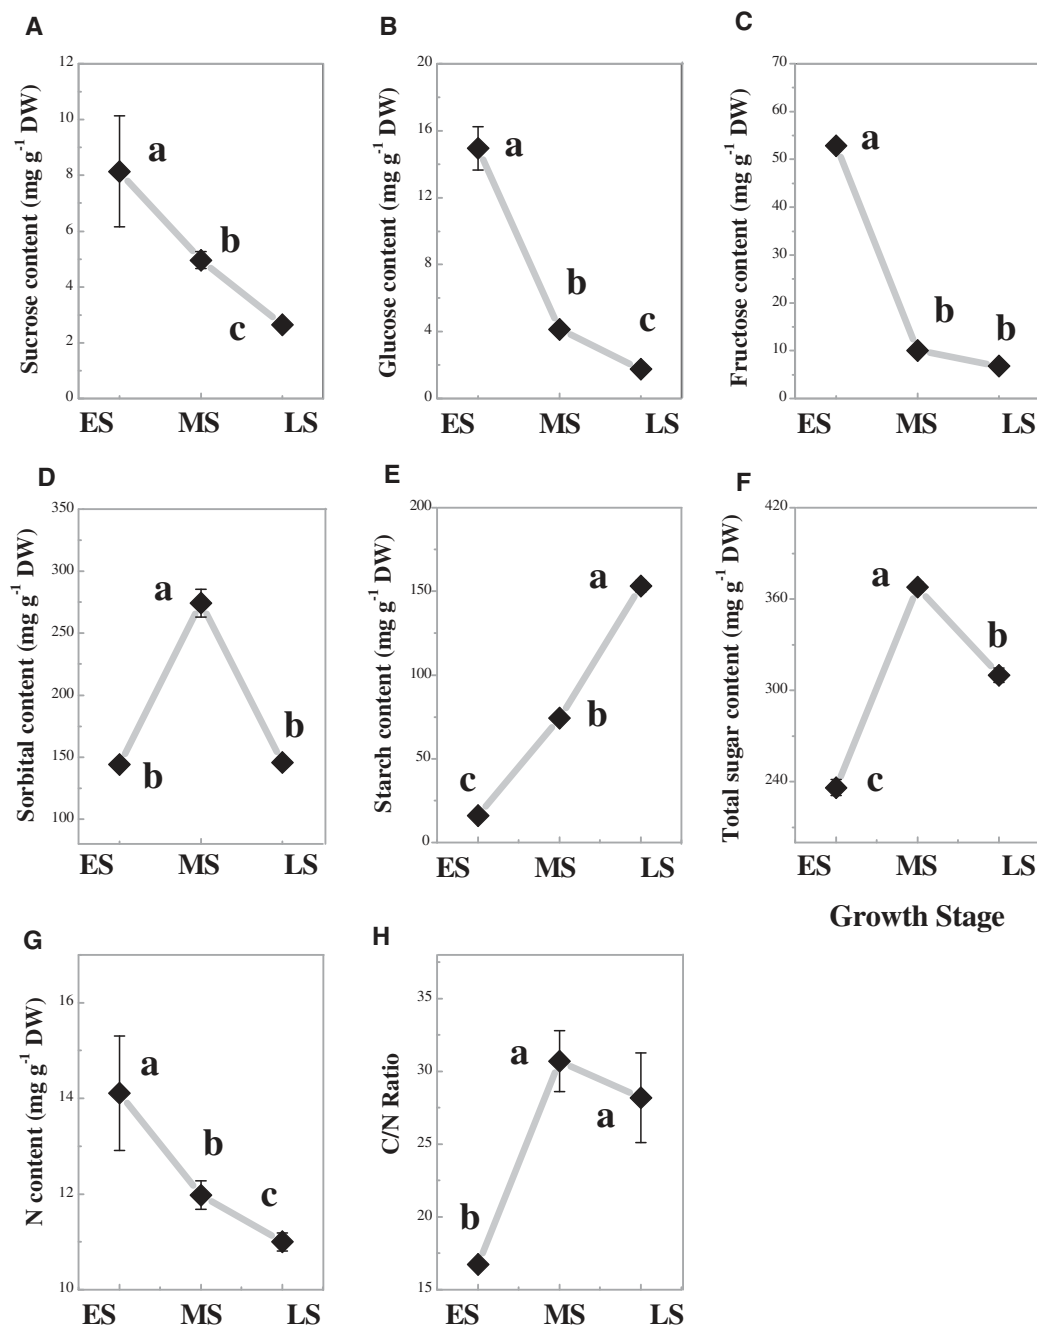 A
Sucrose content (mg g-1 DW)
12
10
8
6
4
2
0
a
b
c
ES MS LS
B
Glucose content (mg g-1 DW)
20
16
12
8
4
0
a
b
c
ES MS LS
C
Fructose content (mg g-1 DW)
70
60
50
40
30
20
10
0
a
b
b
ES MS LS
D
Sorbital content (mg g-1 DW)
350
300
250
200
150
100
a
b
b
ES MS LS
E
Starch content (mg g-1 DW)
200
150
100
50
0
a
b
c
ES MS LS
F
Total sugar content (mg g-1 DW)
420
360
300
240
a
b
c
ES MS LS
Growth Stage
G
N content (mg g-1 DW)
16
14
12
10
a
b
c
ES MS LS
H
C/N Ratio
35
30
25
20
15
a
a
b
ES MS LS